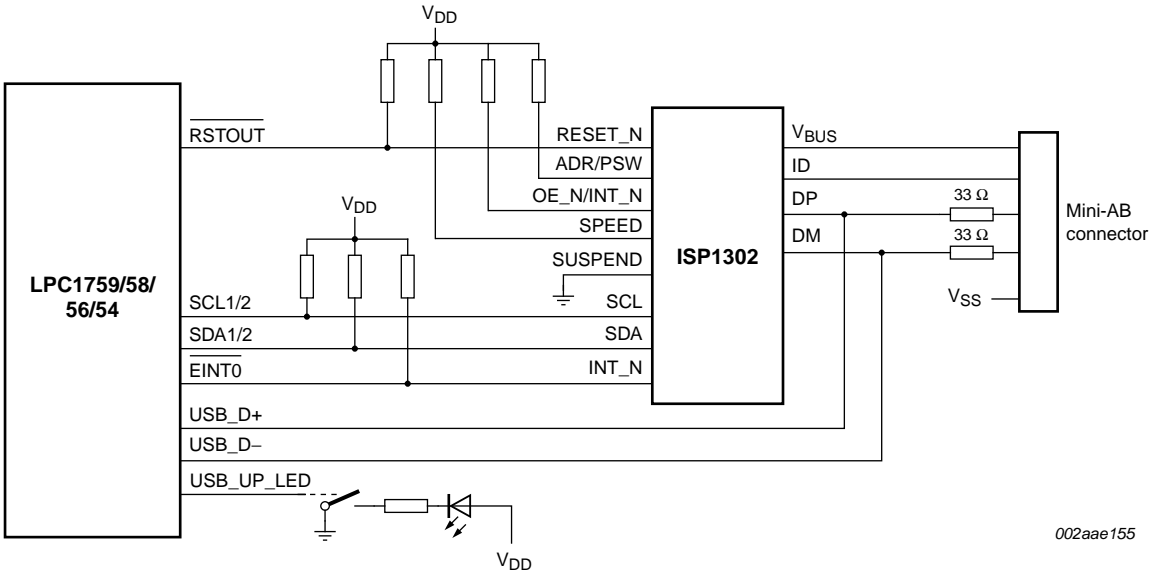 VDD
RSTOUT
RESET_N
ADR/PSW
OE_N/INT_N
SPEED
SUSPEND
VDD
LPC1759/58/
56/54
SCL1/2
SCL
SDA1/2
SDA
EINT0
INT_N
USB_D+
USB_D−
USB_UP_LED
VDD
ISP1302
VBUS
ID
DP
33 Ω
DM
33 Ω
VSS
Mini-AB
connector
002aae155